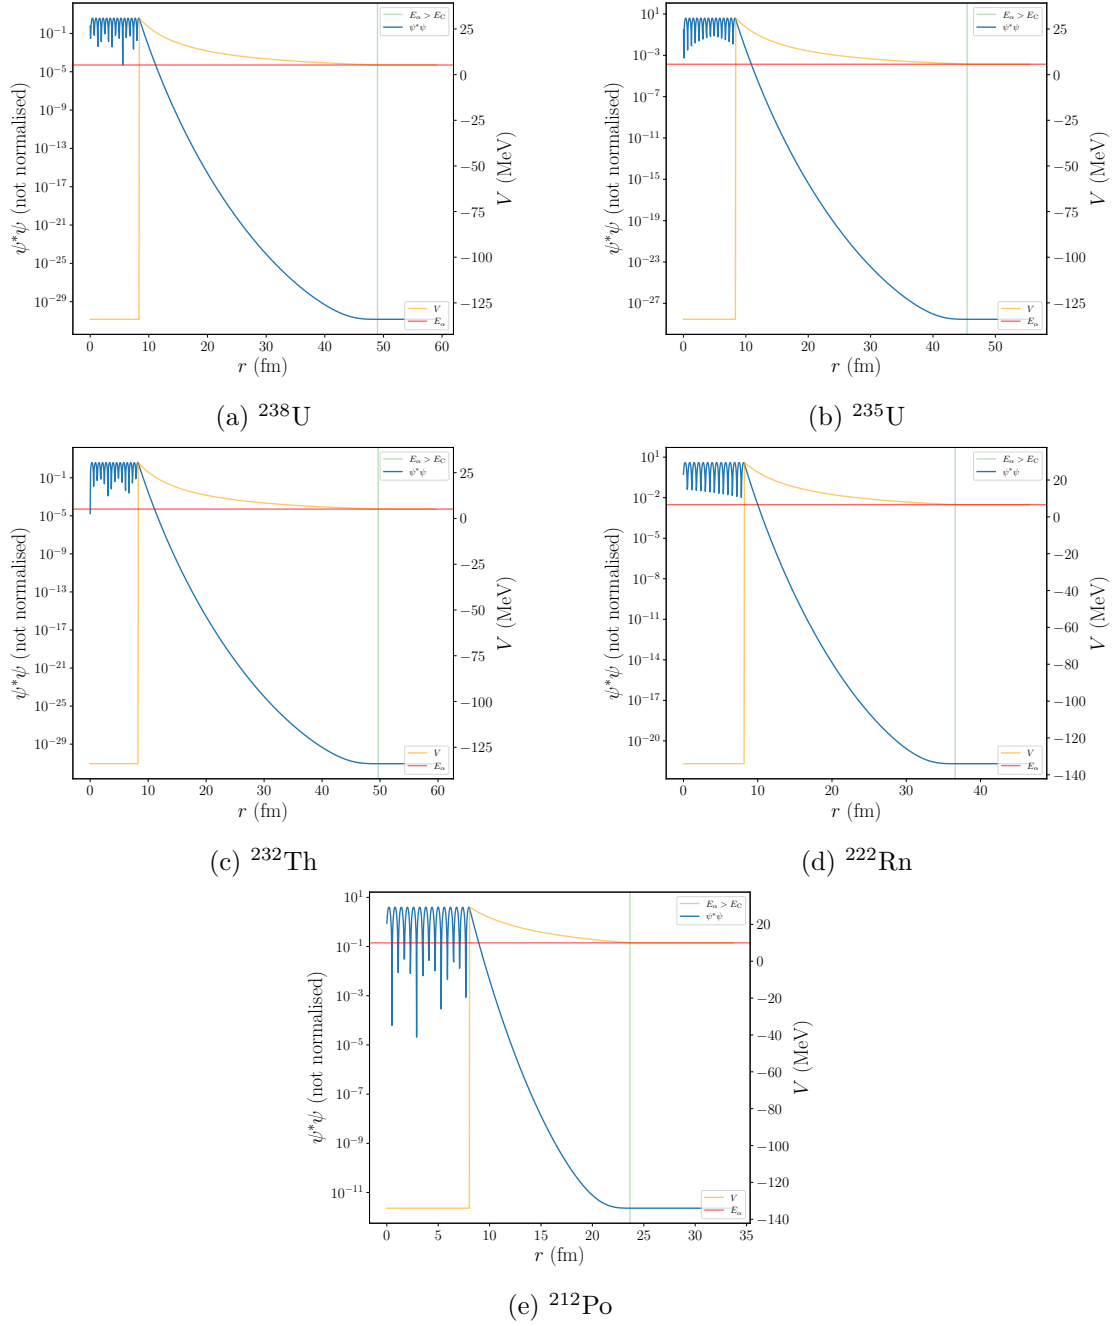 10⁻¹
10⁻⁵
10⁻⁹
10⁻¹³
10⁻¹⁷
10⁻²¹
10⁻²⁵
10⁻²⁹
ψ*ψ (not normalised)
0 10 20 30 40 50 60
r (fm)
25
0
−25
−50
−75
−100
−125
V (MeV)
E_α > E_C
ψ*ψ
V
E_α
(a) ²³⁸U
10¹
10⁻³
10⁻⁷
10⁻¹¹
10⁻¹⁵
10⁻¹⁹
10⁻²³
10⁻²⁷
ψ*ψ (not normalised)
0 10 20 30 40 50
r (fm)
25
0
−25
−50
−75
−100
−125
V (MeV)
E_α > E_C
ψ*ψ
V
E_α
(b) ²³⁵U
10⁻¹
10⁻⁵
10⁻⁹
10⁻¹³
10⁻¹⁷
10⁻²¹
10⁻²⁵
10⁻²⁹
ψ*ψ (not normalised)
0 10 20 30 40 50 60
r (fm)
25
0
−25
−50
−75
−100
−125
V (MeV)
E_α > E_C
ψ*ψ
V
E_α
(c) ²³²Th
10¹
10⁻²
10⁻⁵
10⁻⁸
10⁻¹¹
10⁻¹⁴
10⁻¹⁷
10⁻²⁰
ψ*ψ (not normalised)
0 10 20 30 40
r (fm)
20
0
−20
−40
−60
−80
−100
−120
−140
V (MeV)
E_α > E_C
ψ*ψ
V
E_α
(d) ²²²Rn
10¹
10⁻¹
10⁻³
10⁻⁵
10⁻⁷
10⁻⁹
10⁻¹¹
ψ*ψ (not normalised)
0 5 10 15 20 25 30 35
r (fm)
20
0
−20
−40
−60
−80
−100
−120
−140
V (MeV)
E_α > E_C
ψ*ψ
V
E_α
(e) ²¹²Po